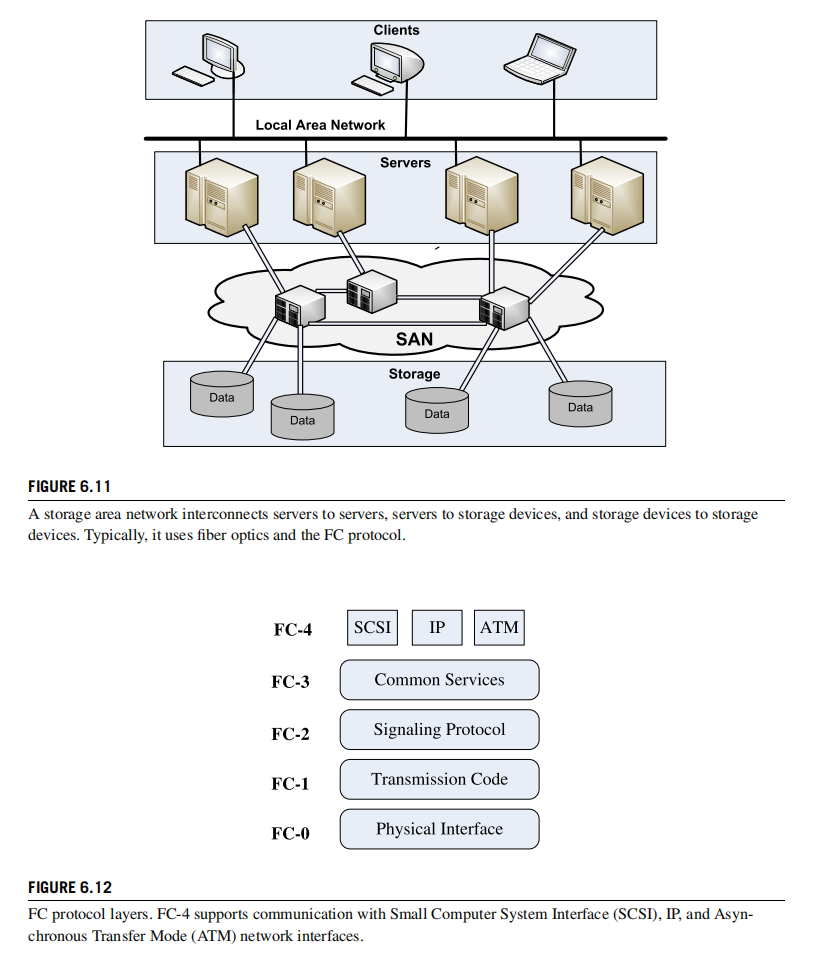 Clients
Local Area Network
Servers
SAN
Storage
Data
Data
Data
Data
FIGURE 6.11
A storage area network interconnects servers to servers, servers to storage devices, and storage devices to storage
devices. Typically, it uses fiber optics and the FC protocol.
FC-4 SCSI IP ATM
FC-3 Common Services
FC-2 Signaling Protocol
FC-1 Transmission Code
FC-0 Physical Interface
FIGURE 6.12
FC protocol layers. FC-4 supports communication with Small Computer System Interface (SCSI), IP, and Asyn-
chronous Transfer Mode (ATM) network interfaces.